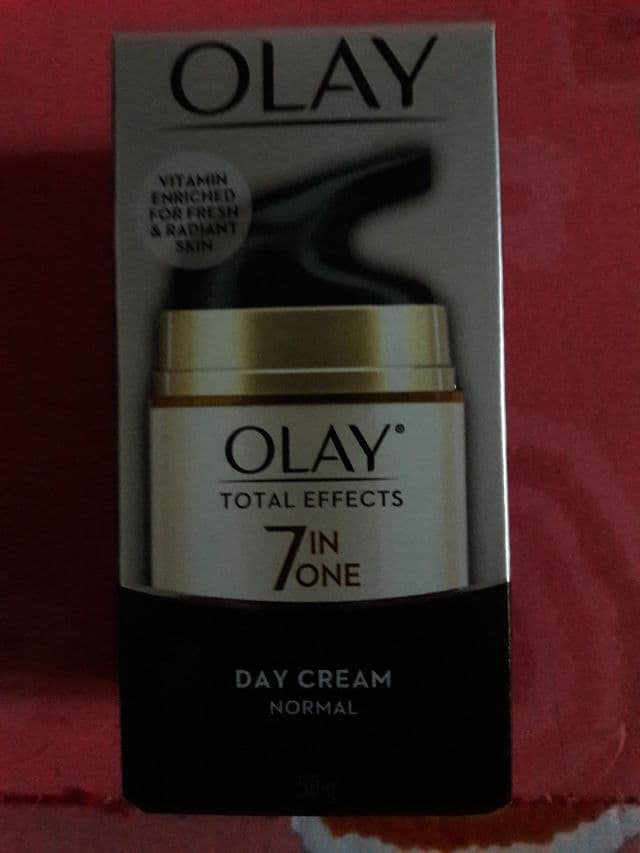 OLAY
VITAMIN
ENRICHED
FOR FRESH
& RADIANT
SKIN
OLAY®
TOTAL EFFECTS
7 IN
ONE
DAY CREAM
NORMAL